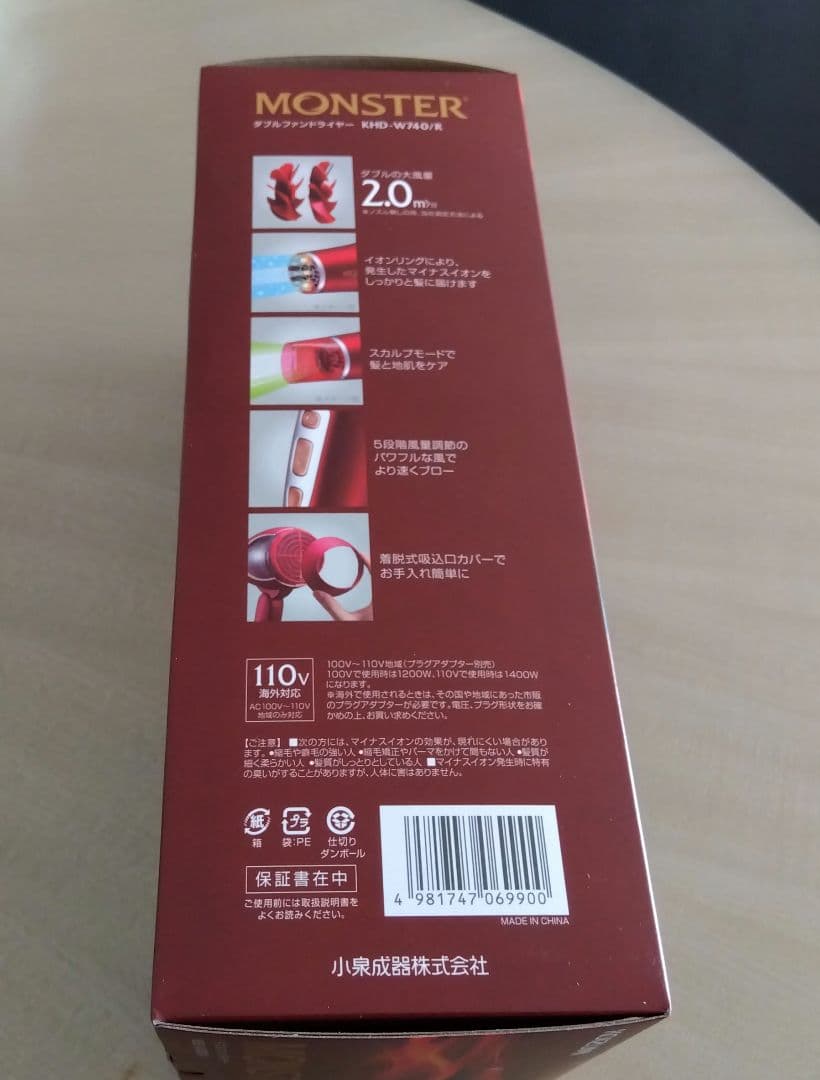 MONSTER
ダブルファンドライヤー KHD-W740/R
ダブルの大風量
2.0m³/分
イオンリングにより、
発生したマイナスイオンを
しっかりと髪に届けます
スカルプモードで
髪と地肌をケア
5段階風量調節の
パワフルな風で
より速くブロー
着脱式吸込口カバーで
お手入れ簡単に
110V
海外対応
AC100V~110V
地域のみ対応
100V~110V地域(プラグアダプター別売)
100Vで使用時は1200W、110Vで使用時は1400W
になります。
※海外で使用されるときは、その国や地域にあった市販
のプラグアダプターが必要です。電圧、プラグ形状をお確
かめの上、お買い求めください。
【ご注意】 ■次の方には、マイナスイオンの効果が、現れにくい場合があり
ます。●縮毛や癖毛の強い人 ●縮毛矯正やパーマをかけて間もない人 ●髪質が
細く柔らかい人 ●髪質がしっとりとしている人 ■マイナスイオン発生時に特有
の臭いがすることがありますが、人体に害はありません。
紙
箱
プラ
袋:PE
仕切り
ダンボール
保証書在中
ご使用前には取扱説明書を
よくお読みください。
4 981747 069900
MADE IN CHINA
小泉成器株式会社